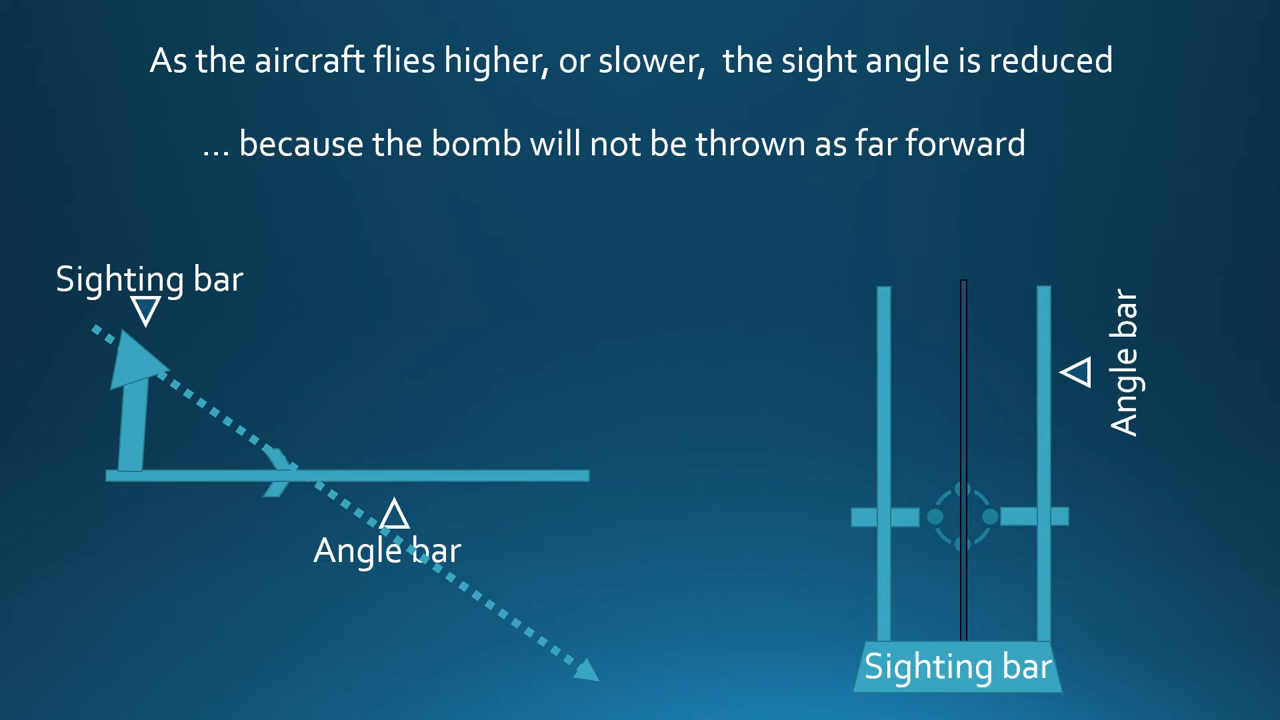 As the aircraft flies higher, or slower, the sight angle is reduced
... because the bomb will not be thrown as far forward
Sighting bar
Angle bar
Angle bar
Sighting bar